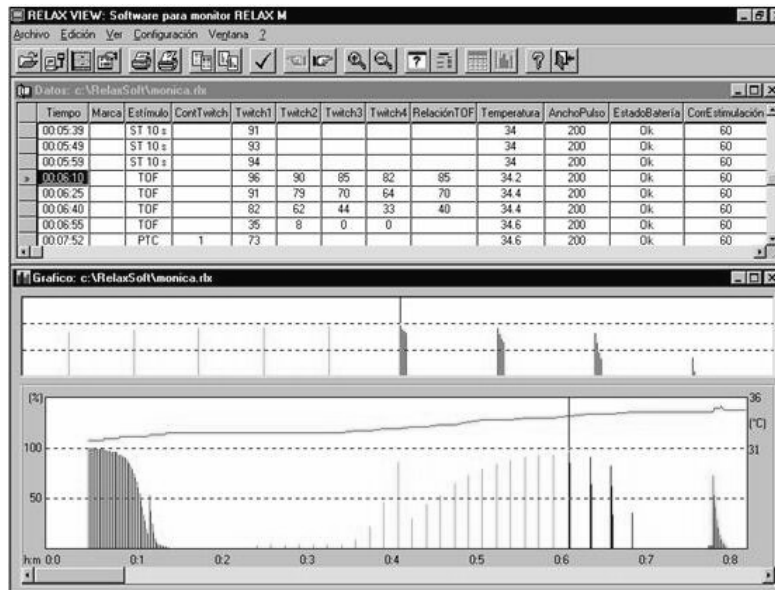 RELAX VIEW: Software para monitor RELAX M
Archivo Edición Ver Configuración Ventana ?
Datos: c:\RelaxSoft\monica.rlx
Tiempo Marca Estímulo ContTwitch Twitch1 Twitch2 Twitch3 Twitch4 RelaciónTOF Temperatura AnchoPulso EstadoBatería CorrEstimulación
00:05:39 ST 10 s 91 34 200 Ok 60
00:05:49 ST 10 s 93 34 200 Ok 60
00:05:59 ST 10 s 94 34 200 Ok 60
» 00:06:10 TOF 96 90 85 82 85 34.2 200 Ok 60
00:06:25 TOF 91 79 70 64 70 34.4 200 Ok 60
00:06:40 TOF 82 62 44 33 40 34.4 200 Ok 60
00:06:55 TOF 35 8 0 0 34.6 200 Ok 60
00:07:52 PTC 1 73 34.6 200 Ok 60
Grafico: c:\RelaxSoft\monica.rlx
(%) 36
(°C)
100 31
50
h:m 0:0 0:1 0:2 0:3 0:4 0:5 0:6 0:7 0:8